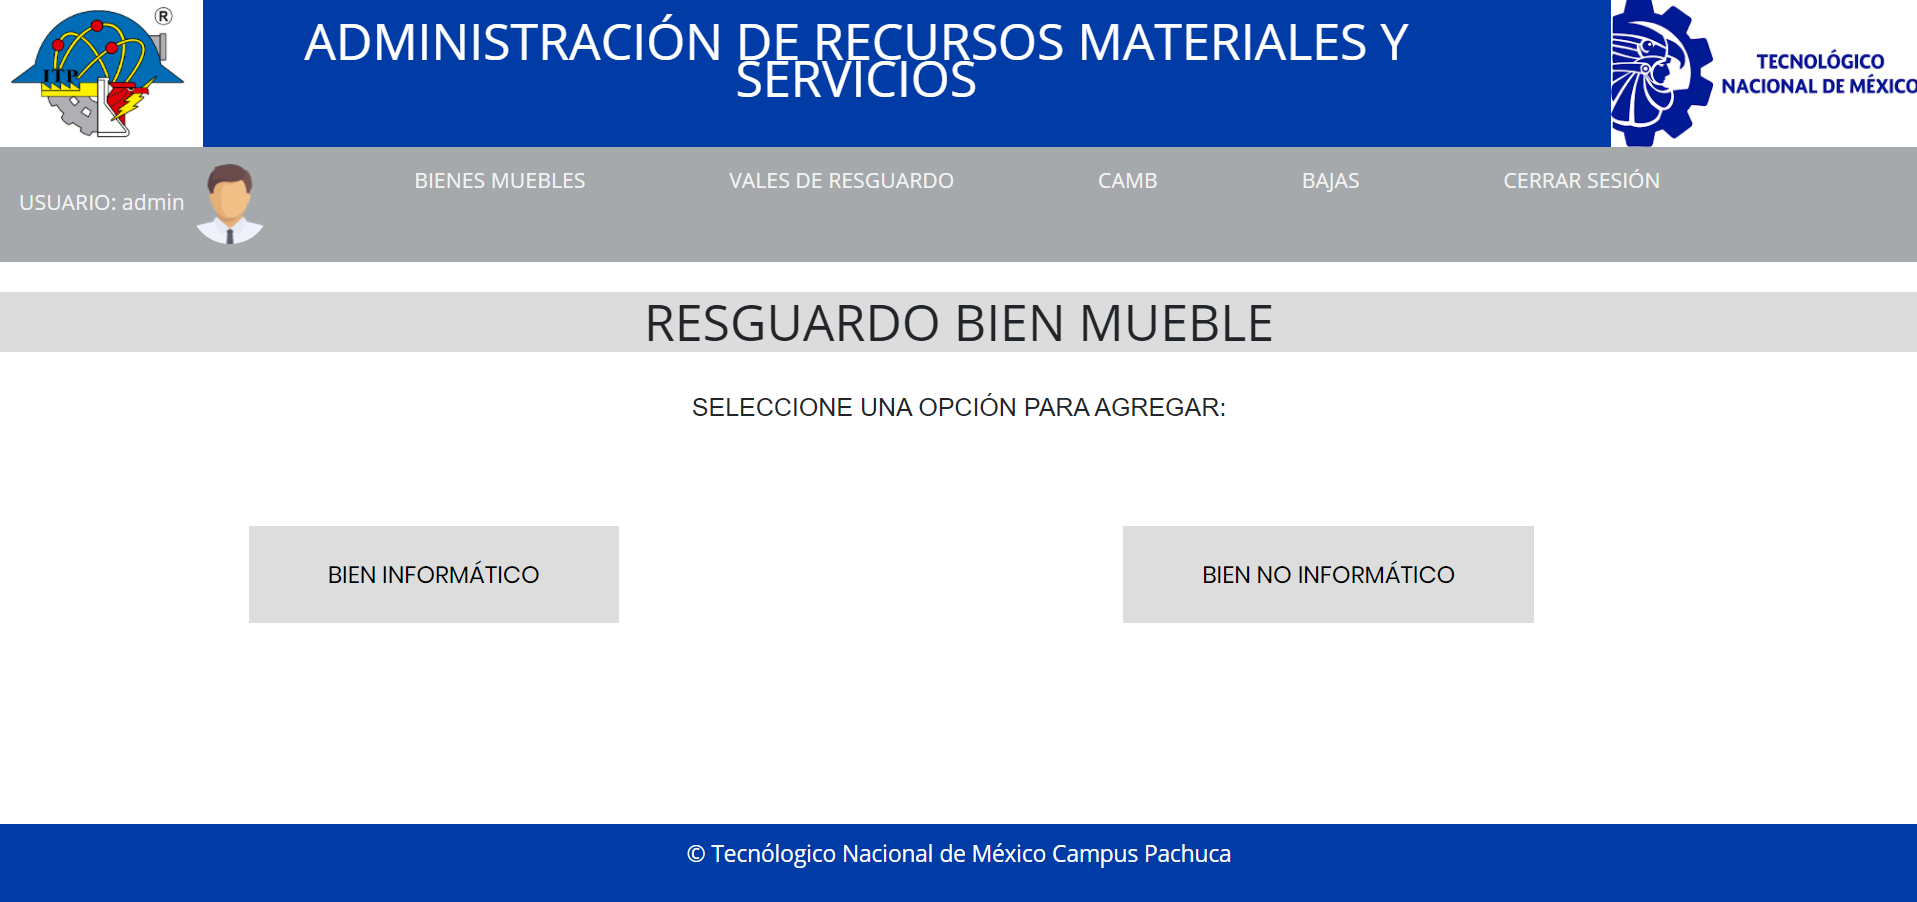 ITP
®
ADMINISTRACIÓN DE RECURSOS MATERIALES Y
SERVICIOS
TECNOLÓGICO
NACIONAL DE MÉXICO
USUARIO: admin
BIENES MUEBLES
VALES DE RESGUARDO
CAMB
BAJAS
CERRAR SESIÓN
RESGUARDO BIEN MUEBLE
SELECCIONE UNA OPCIÓN PARA AGREGAR:
BIEN INFORMÁTICO
BIEN NO INFORMÁTICO
© Tecnólogico Nacional de México Campus Pachuca